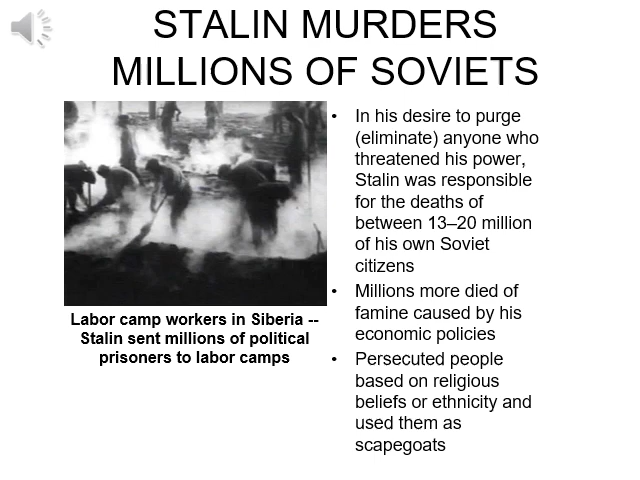 STALIN MURDERS
MILLIONS OF SOVIETS
Labor camp workers in Siberia --
Stalin sent millions of political
prisoners to labor camps
• In his desire to purge
(eliminate) anyone who
threatened his power,
Stalin was responsible
for the deaths of
between 13–20 million
of his own Soviet
citizens
• Millions more died of
famine caused by his
economic policies
• Persecuted people
based on religious
beliefs or ethnicity and
used them as
scapegoats